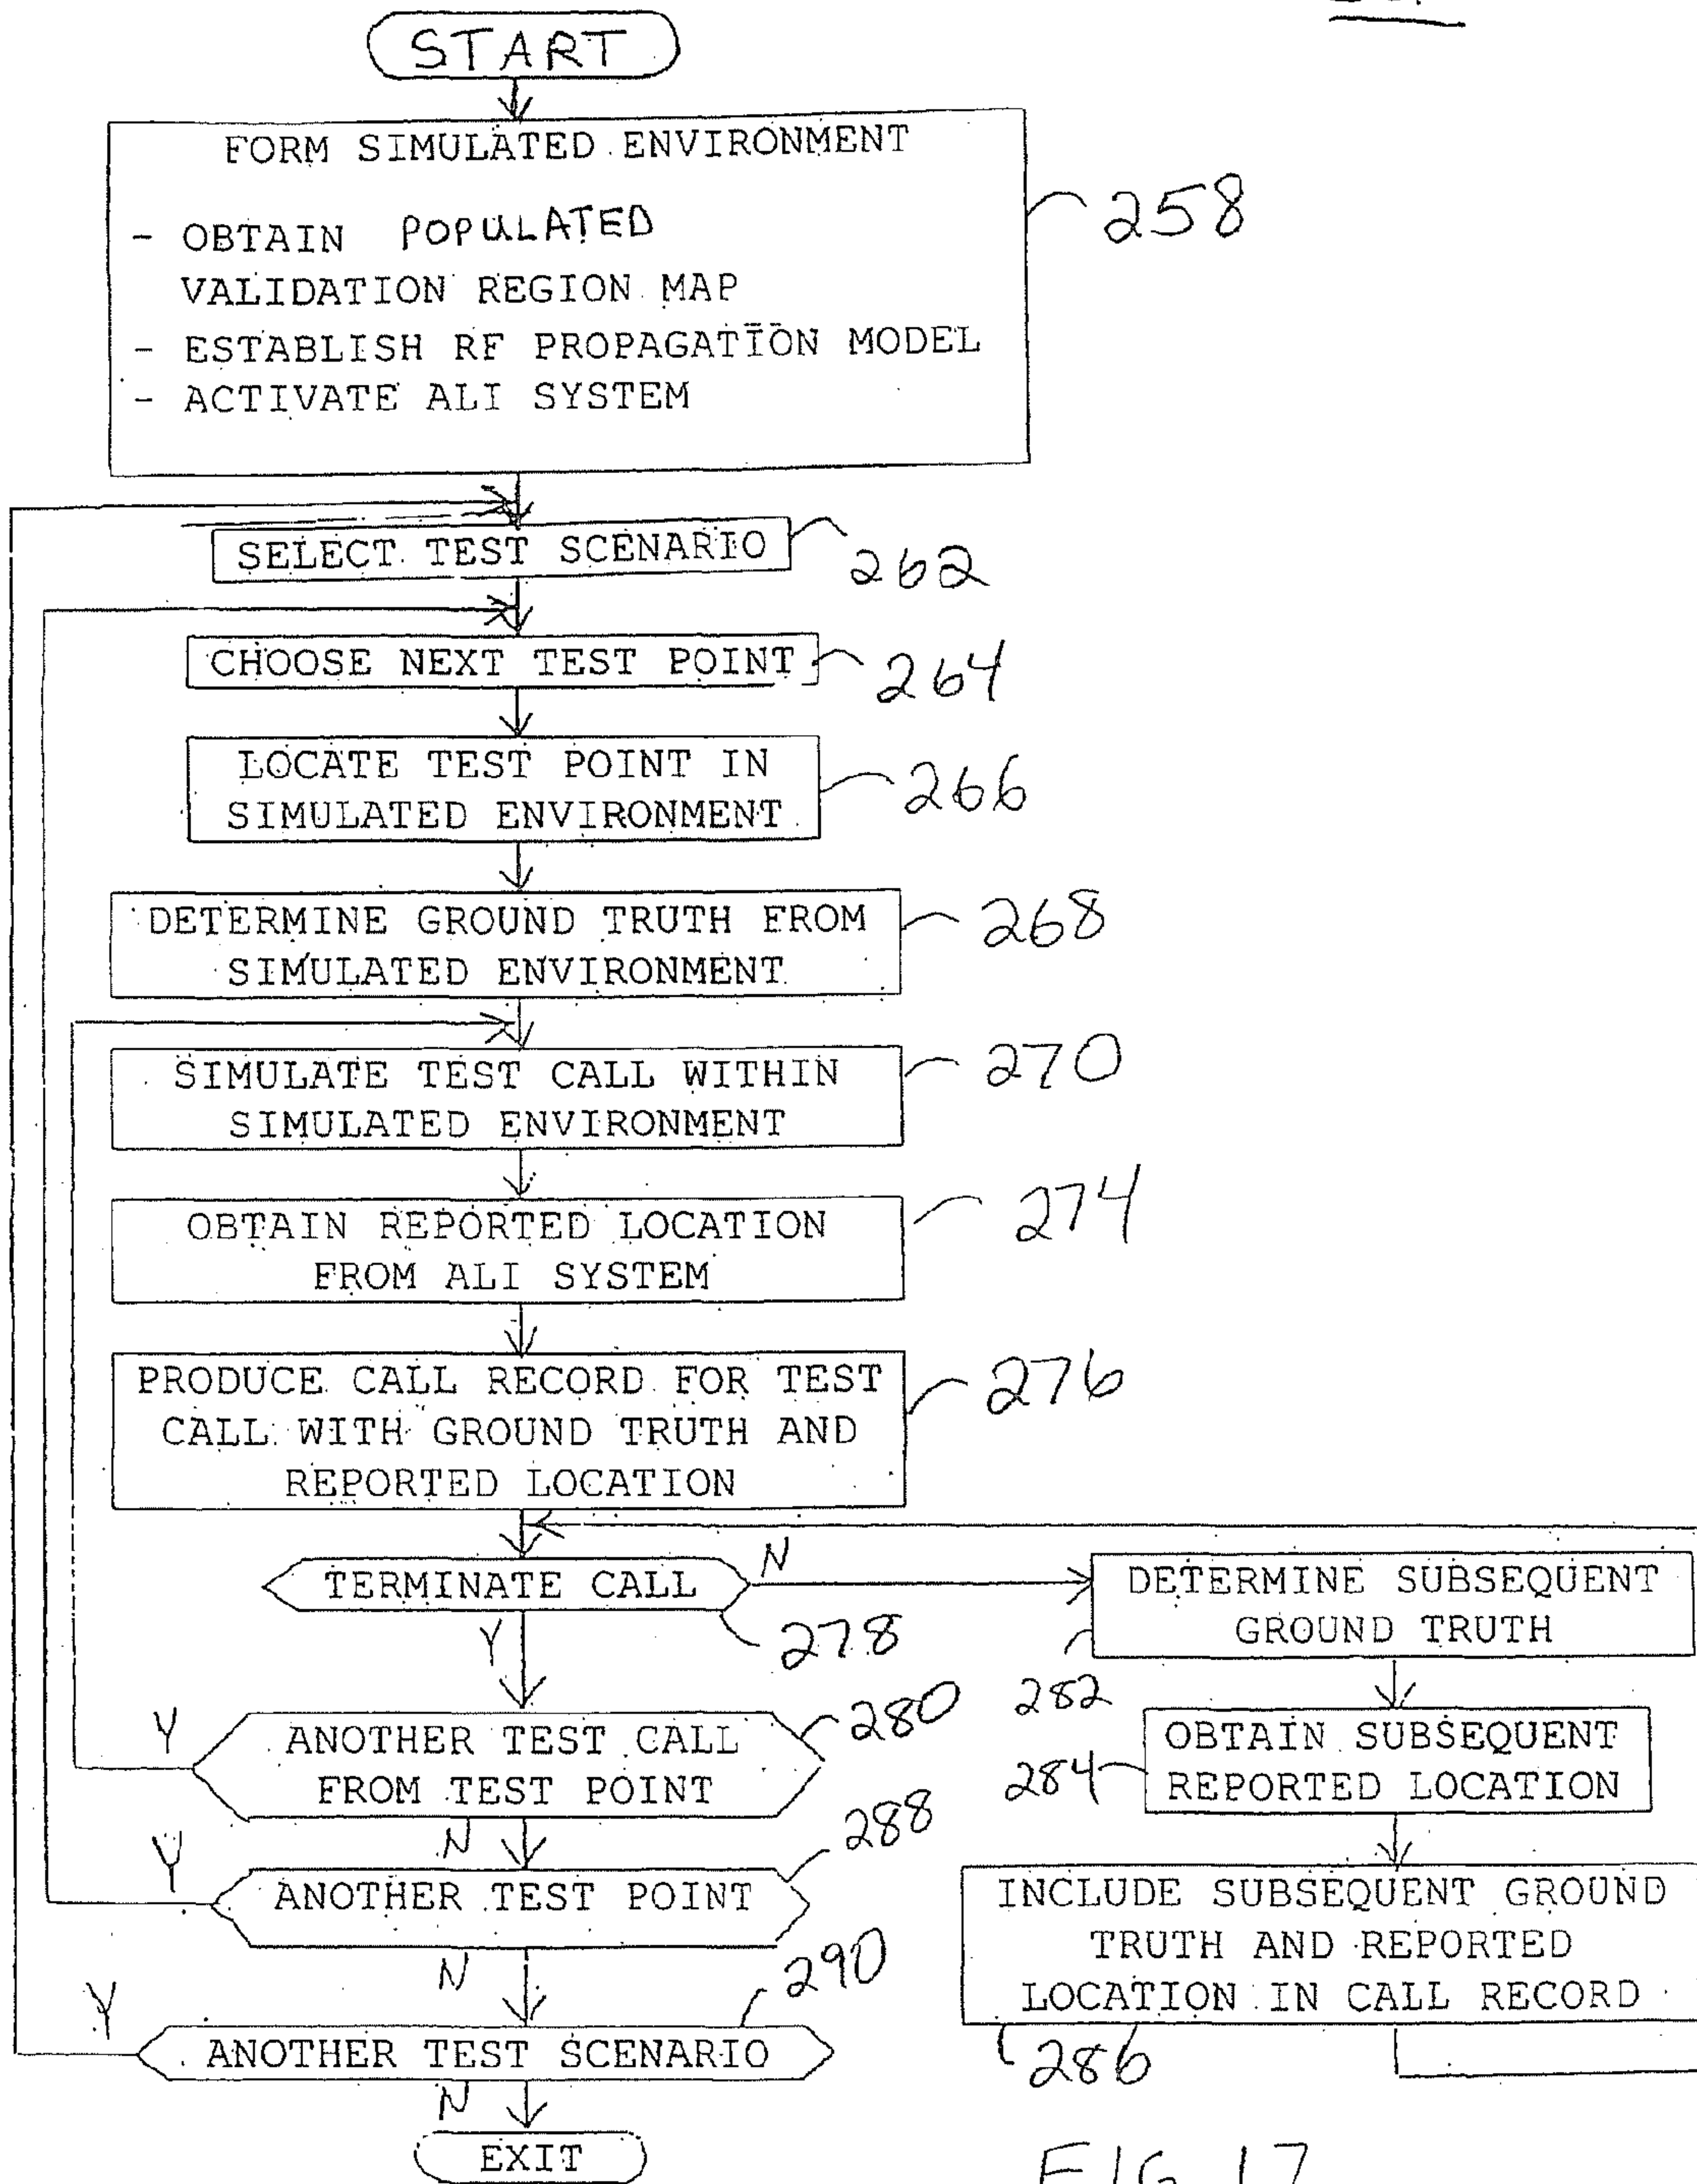 START
FORM SIMULATED ENVIRONMENT
- OBTAIN POPULATED
VALIDATION REGION MAP
- ESTABLISH RF PROPAGATION MODEL
- ACTIVATE ALI SYSTEM
258
SELECT TEST SCENARIO
262
CHOOSE NEXT TEST POINT
264
LOCATE TEST POINT IN
SIMULATED ENVIRONMENT
266
DETERMINE GROUND TRUTH FROM
SIMULATED ENVIRONMENT
268
SIMULATE TEST CALL WITHIN
SIMULATED ENVIRONMENT
270
OBTAIN REPORTED LOCATION
FROM ALI SYSTEM
274
PRODUCE CALL RECORD FOR TEST
CALL WITH GROUND TRUTH AND
REPORTED LOCATION
276
TERMINATE CALL
N
Y
278
DETERMINE SUBSEQUENT
GROUND TRUTH
282
OBTAIN SUBSEQUENT
REPORTED LOCATION
284
INCLUDE SUBSEQUENT GROUND
TRUTH AND REPORTED
LOCATION IN CALL RECORD
286
Y
ANOTHER TEST CALL
FROM TEST POINT
280
N
Y
ANOTHER TEST POINT
288
N
Y
ANOTHER TEST SCENARIO
290
N
EXIT
FIG. 17